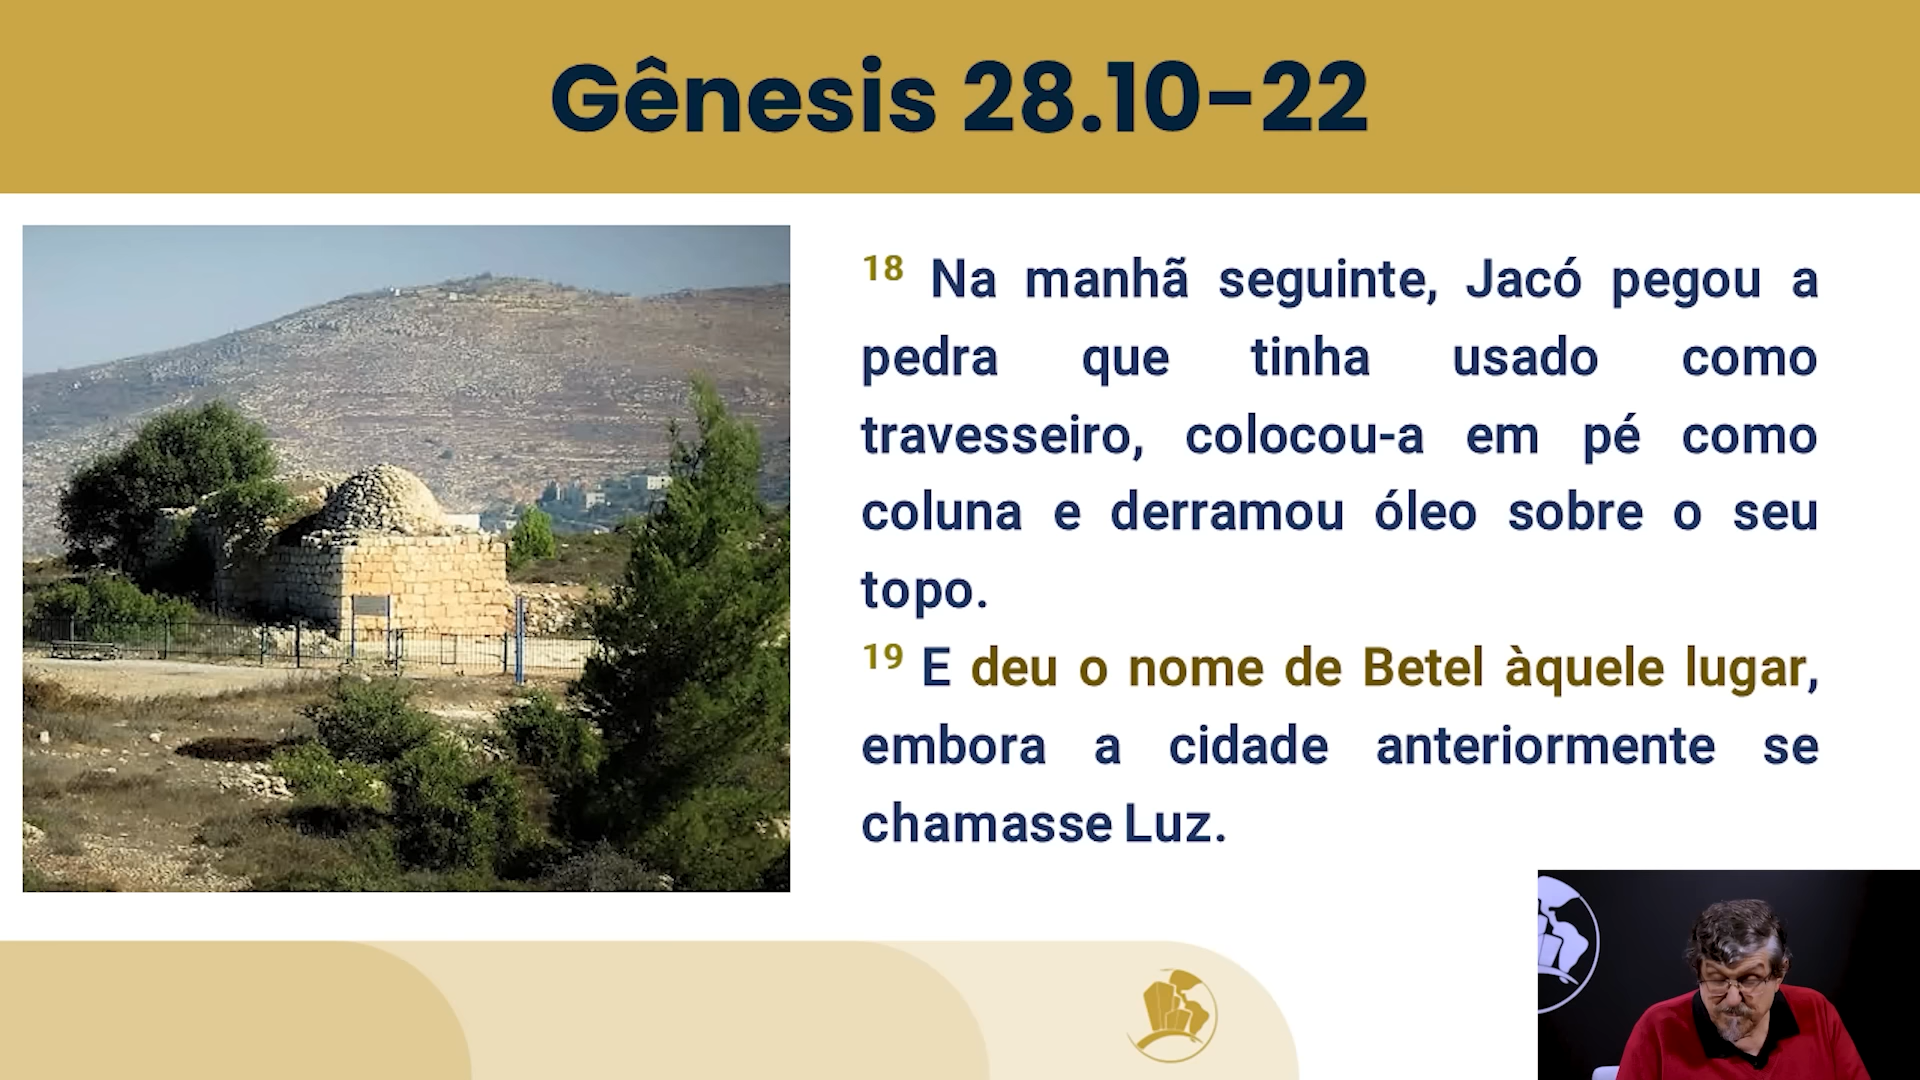 Gênesis 28.10-22
18 Na manhã seguinte, Jacó pegou a
pedra que tinha usado como
travesseiro, colocou-a em pé como
coluna e derramou óleo sobre o seu
topo.
19 E deu o nome de Betel àquele lugar,
embora a cidade anteriormente se
chamasse Luz.